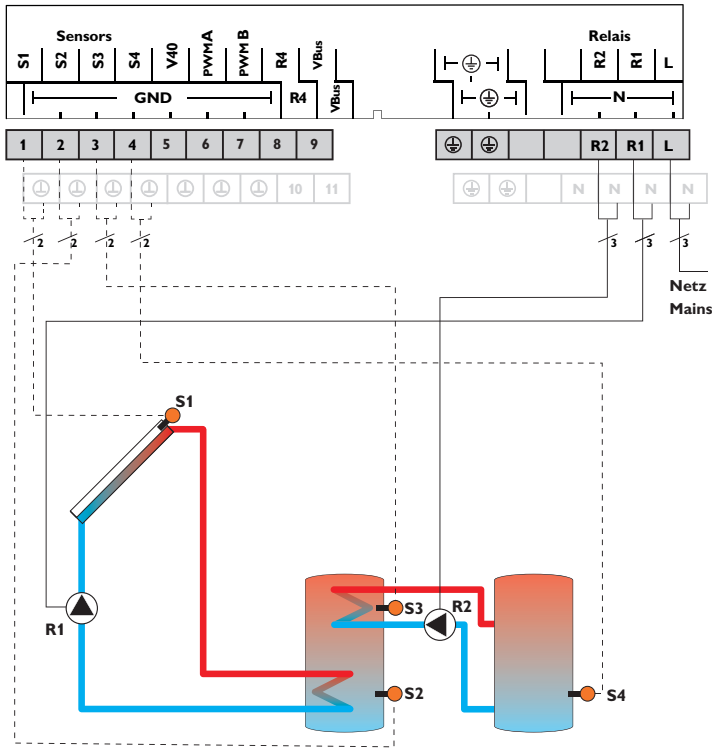 Sensors
Relais
S1 S2 S3 S4 V40 PWMA PWMB R4 VBus
R2 R1 L
GND
R4 VBus
N
1 2 3 4 5 6 7 8 9
R2 R1 L
10 11
N N N N
2 2 2 2
3 3 3
Netz
Mains
S1
S3
R2
R1
S2
S4